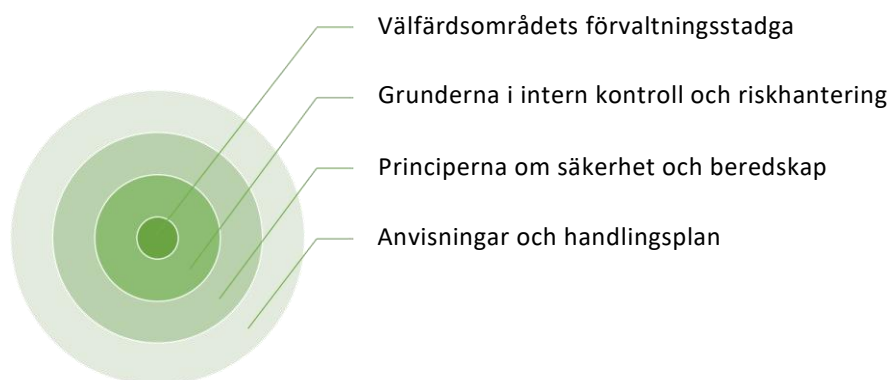 Välfärdsområdets förvaltningsstadga
Grunderna i intern kontroll och riskhantering
Principerna om säkerhet och beredskap
Anvisningar och handlingsplan